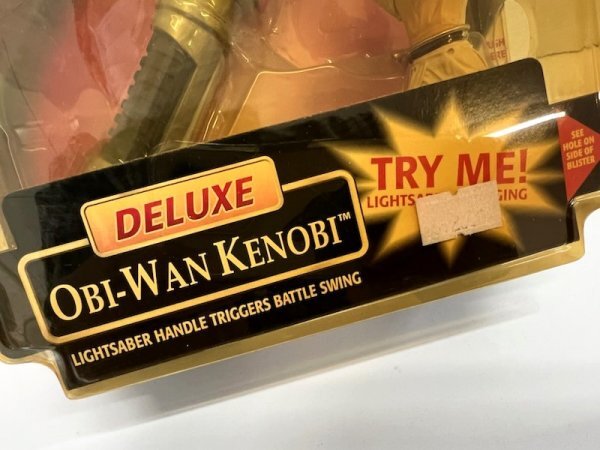 DELUXE
OBI-WAN KENOBI™
LIGHTSABER HANDLE TRIGGERS BATTLE SWING
TRY ME!
SEE
HOLE ON
SIDE OF
BLISTER